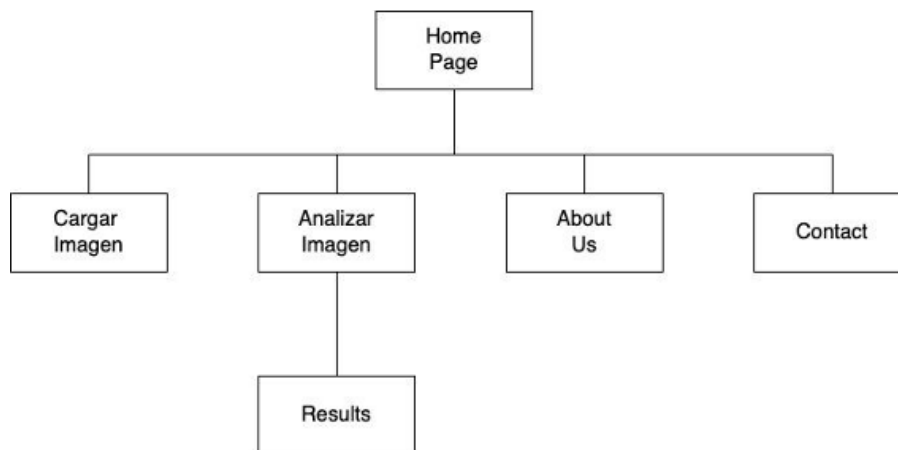 Home
Page
Cargar
Imagen
Analizar
Imagen
About
Us
Contact
Results